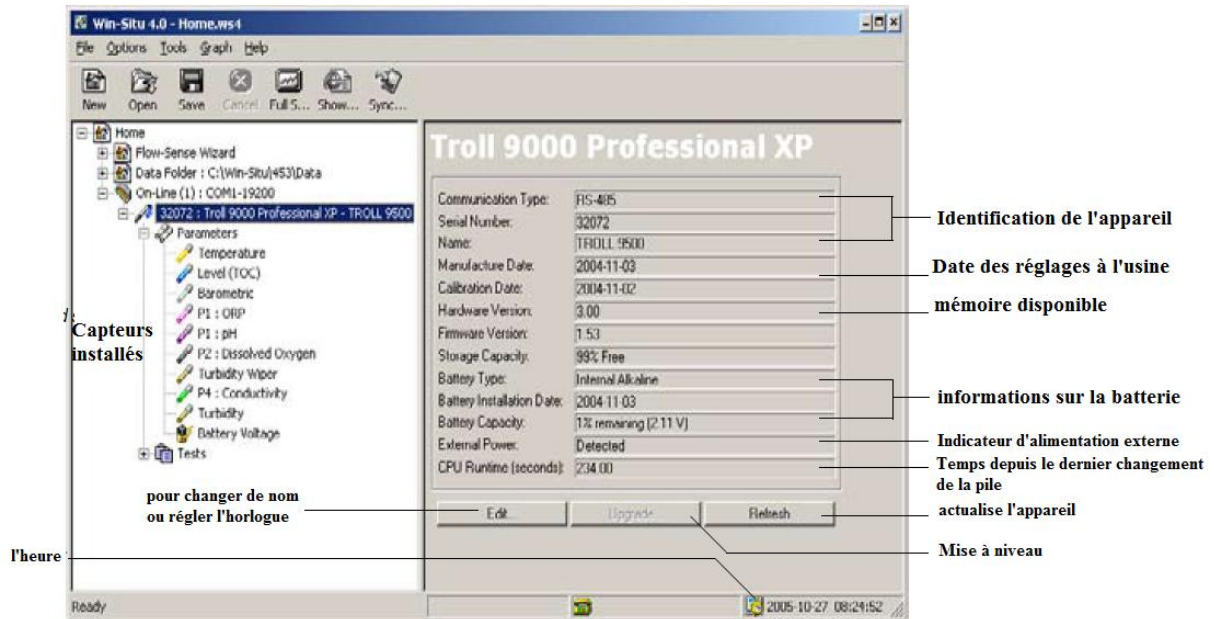 Win-Situ 4.0 - Home.ws4
File Options Tools Graph Help
New Open Save Cancel Full S... Show... Sync...
Home
Flow-Sense Wizard
Data Folder : C:\Win-Situ\453\Data
On-Line (1) : COM1-19200
32072 : Troll 9000 Professional XP - TROLL 9500
Parameters
Temperature
Level (TOC)
Barometric
P1 : ORP
P1 : pH
P2 : Dissolved Oxygen
Turbidity Wiper
P4 : Conductivity
Turbidity
Battery Voltage
Tests
Capteurs
installés
pour changer de nom
ou régler l'horlogue
l'heure
Troll 9000 Professional XP
Communication Type: RS-485
Serial Number: 32072
Name: TROLL 9500
Manufacture Date: 2004-11-03
Calibration Date: 2004-11-02
Hardware Version: 3.00
Firmware Version: 1.53
Storage Capacity: 99% Free
Battery Type: Internal Alkaline
Battery Installation Date: 2004-11-03
Battery Capacity: 1% remaining (2.11 V)
External Power: Detected
CPU Runtime (seconds): 234.00
Edit... Upgrade... Refresh
Identification de l'appareil
Date des réglages à l'usine
mémoire disponible
informations sur la batterie
Indicateur d'alimentation externe
Temps depuis le dernier changement
de la pile
actualise l'appareil
Mise à niveau
Ready
2005-10-27 08:24:52